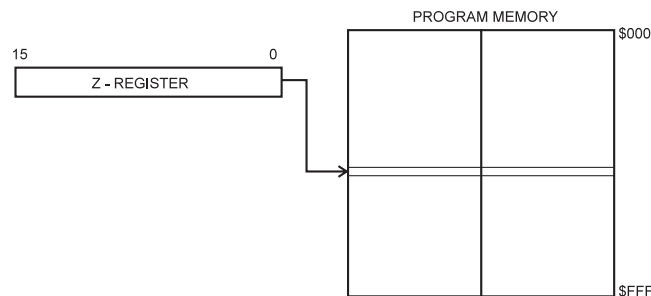 PROGRAM MEMORY
$000
15 0
Z - REGISTER
$FFF